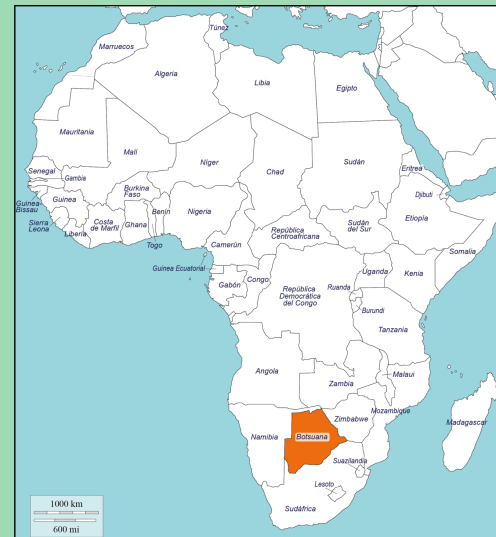 Túnez
Marruecos
Algeria
Libia
Egipto
Mauritania
Malí
Níger
Chad
Sudán
Eritrea
Senegal
Gambia
Guinea-
Bissau
Guinea
Burkina
Faso
Djibuti
Sierra
Leona
Liberia
Costa
de Marfil
Ghana
Togo
Benín
Nigeria
Camerún
República
Centroafricana
Sudán
del Sur
Etiopía
Somalia
Guinea Ecuatorial
Gabón
Congo
República
Democrática
del Congo
Uganda
Kenia
Ruanda
Burundi
Tanzania
Angola
Zambia
Malaui
Mozambique
Zimbabwe
Madagascar
Namibia
Botsuana
Suazilandia
Lesoto
Sudáfrica
1000 km
600 mi